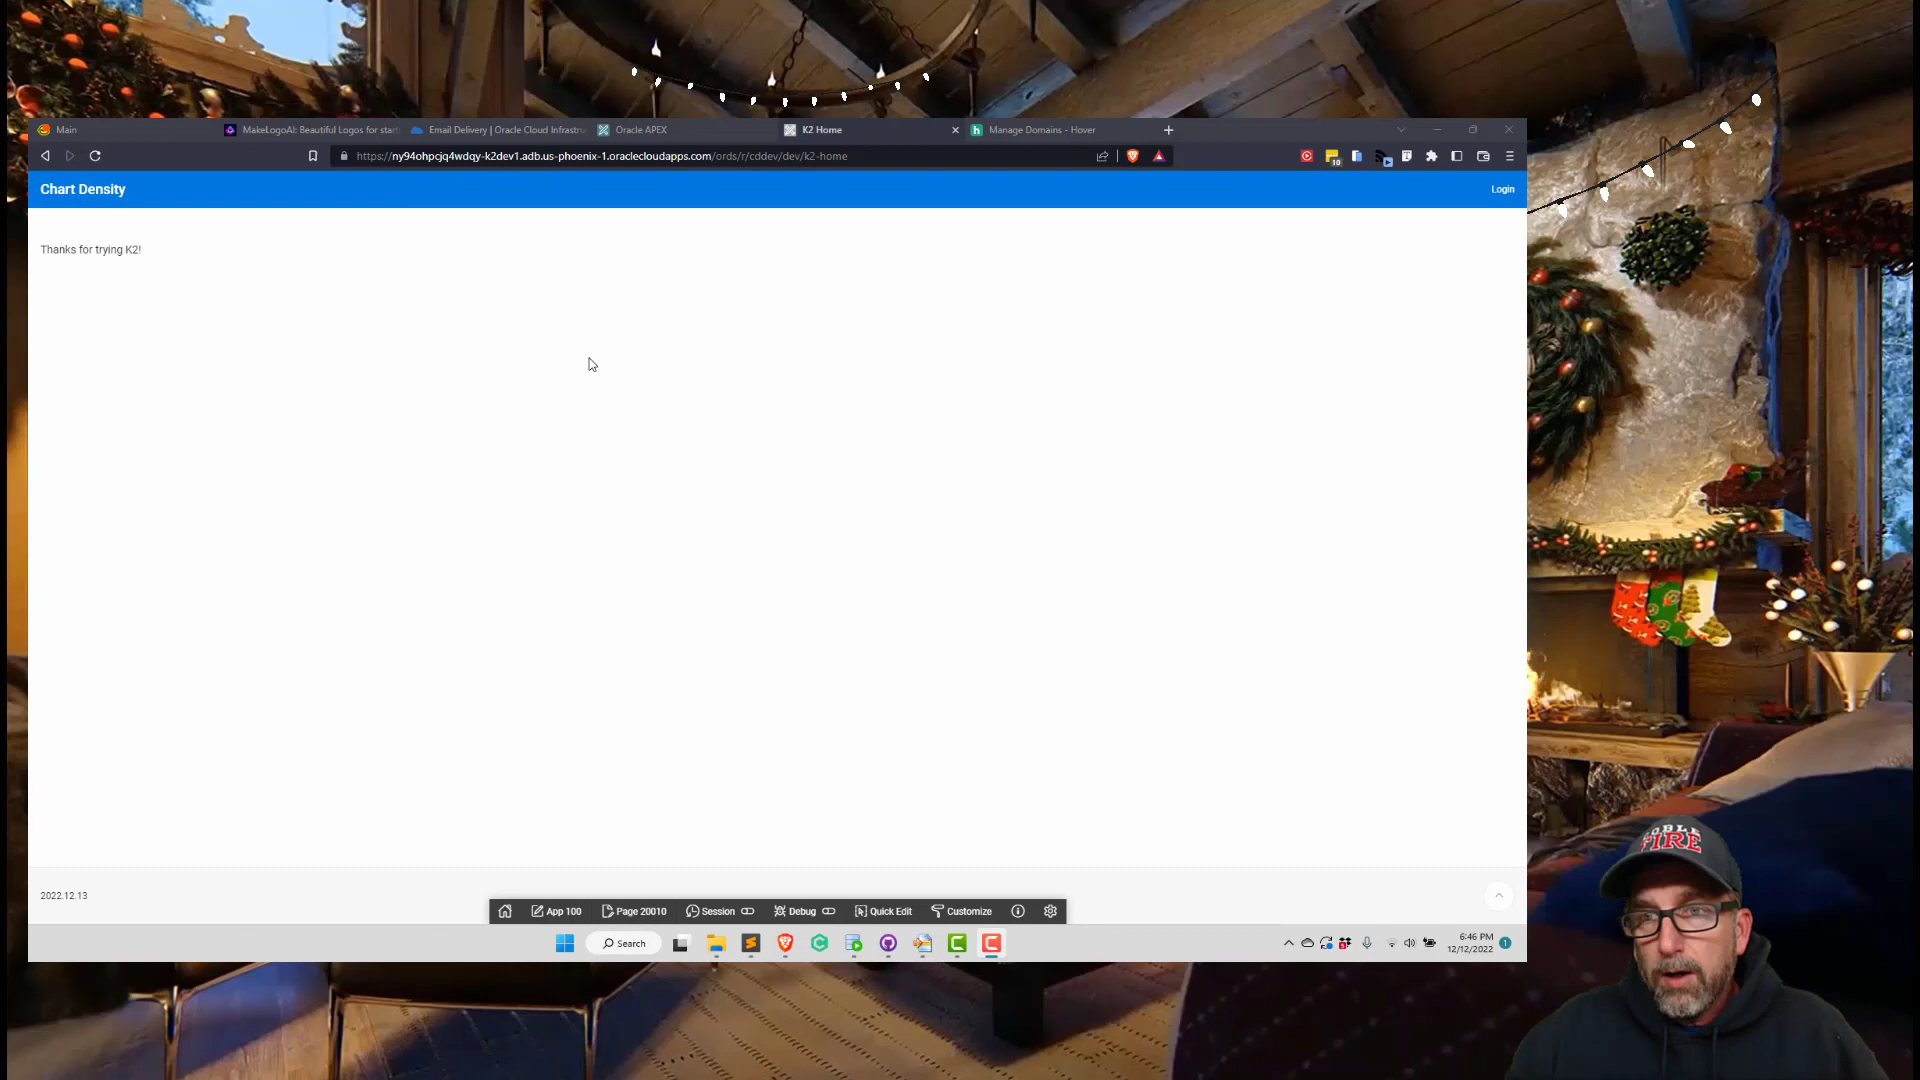 Main
MakeLogoAI: Beautiful Logos for start
Email Delivery | Oracle Cloud Infrastru
Oracle APEX
K2 Home
Manage Domains - Hover
https://ny94ohpcjq4wdqy-k2dev1.adb.us-phoenix-1.oraclecloudapps.com/ords/r/cddev/dev/k2-home
10
Chart Density
Login
Thanks for trying K2!
2022.12.13
App 100
Page 20010
Session
Debug
Quick Edit
Customize
Search
6:46 PM
12/12/2022
1
NOBLE
FIRE